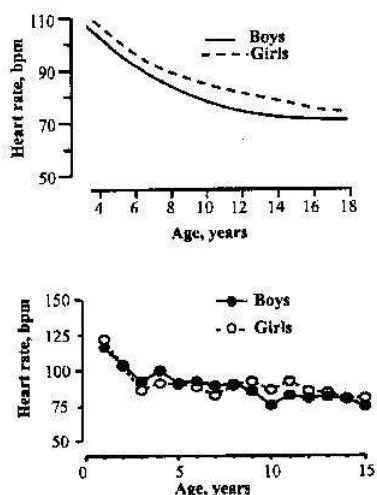 110
90
70
50
Heart rate, bpm
Boys
Girls
4 6 8 10 12 14 16 18
Age, years
150
125
100
75
50
Heart rate, bpm
Boys
Girls
0 5 10 15
Age, years